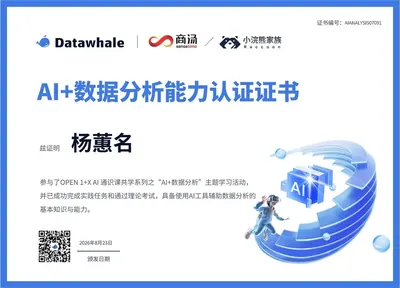 证书编号：AIANALYSIS07091
Datawhale
商汤
sensetime
小浣熊家族
Raccoon
AI+数据分析能力认证证书
兹证明 杨蕙名
参与了OPEN 1+X AI 通识课共学系列之“AI+数据分析”主题学习活动，
并已成功完成实践任务和通过理论考试，具备使用AI工具辅助数据分析的
基本知识与能力。
AI
2026年8月23日
颁发日期